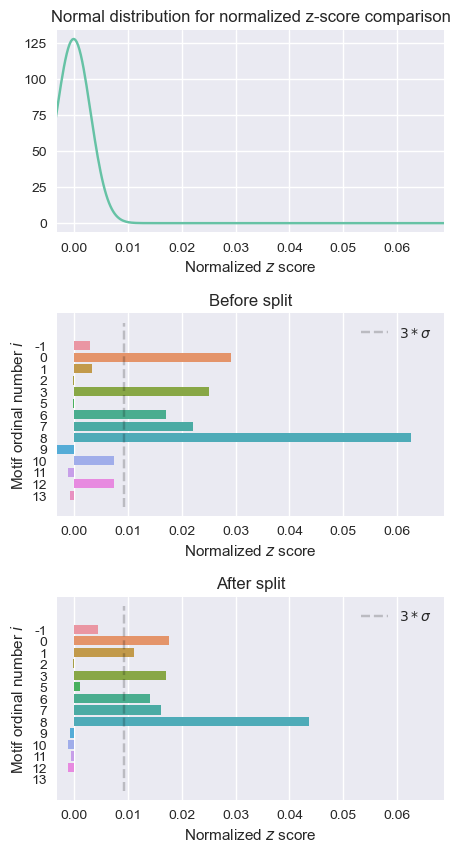 Normal distribution for normalized z-score comparison
125
100
75
50
25
0
0.00 0.01 0.02 0.03 0.04 0.05 0.06
Normalized z score
Before split
3 * σ
Motif ordinal number i
-1
0
1
2
3
5
6
7
8
9
10
11
12
13
0.00 0.01 0.02 0.03 0.04 0.05 0.06
Normalized z score
After split
3 * σ
Motif ordinal number i
-1
0
1
2
3
5
6
7
8
9
10
11
12
13
0.00 0.01 0.02 0.03 0.04 0.05 0.06
Normalized z score